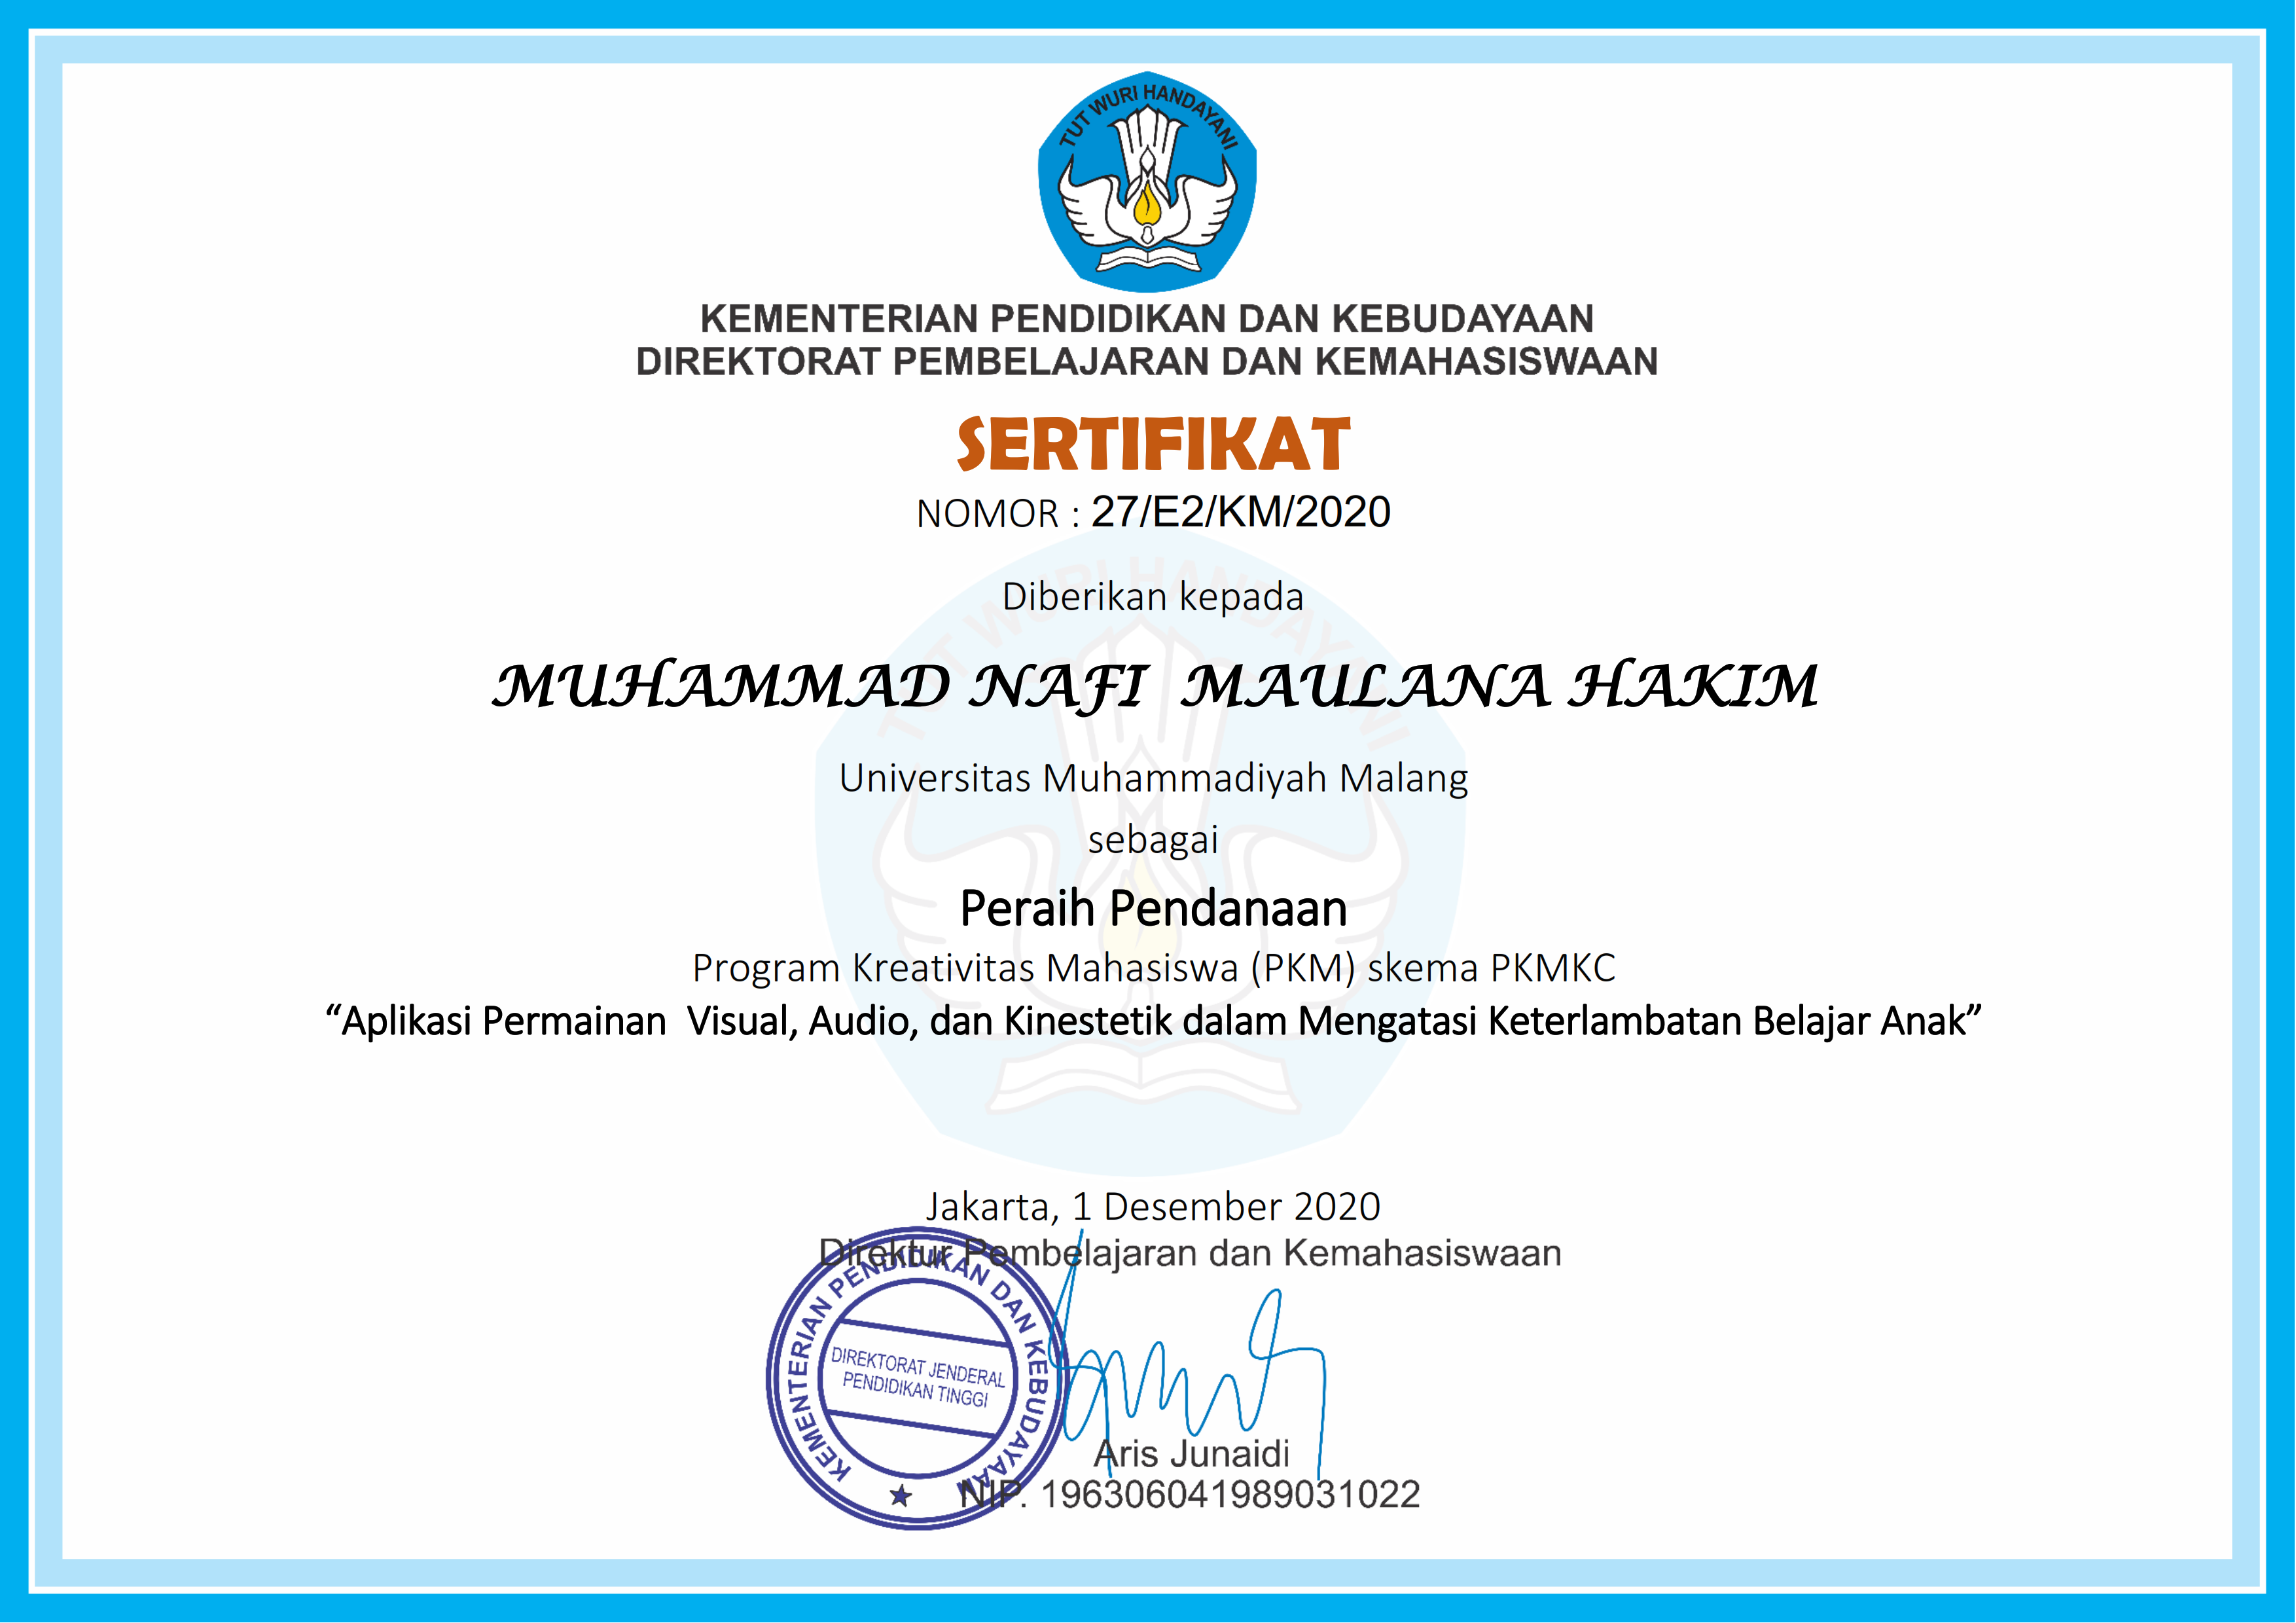 TUT WURI HANDAYANI
KEMENTERIAN PENDIDIKAN DAN KEBUDAYAAN
DIREKTORAT PEMBELAJARAN DAN KEMAHASISWAAN
SERTIFIKAT
NOMOR : 27/E2/KM/2020
TUT WURI HANDAYANI
Diberikan kepada
MUHAMMAD NAFI  MAULANA HAKIM
Universitas Muhammadiyah Malang
sebagai
Peraih Pendanaan
Program Kreativitas Mahasiswa (PKM) skema PKMKC
“Aplikasi Permainan  Visual, Audio, dan Kinestetik dalam Mengatasi Keterlambatan Belajar Anak”
Jakarta, 1 Desember 2020
Direktur Pembelajaran dan Kemahasiswaan
KEMENTERIAN PENDIDIKAN DAN KEBUDAYAAN
DIREKTORAT JENDERAL
PENDIDIKAN TINGGI
Aris Junaidi
NIP. 196306041989031022